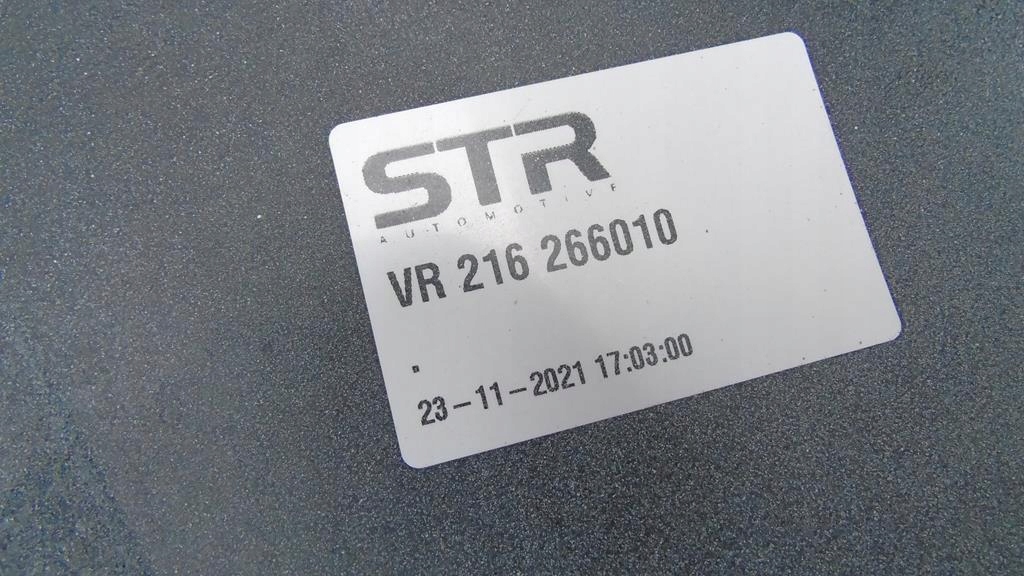 STR
AUTOMOTIVE
VR 216 266010
.
23-11-2021 17:03:00